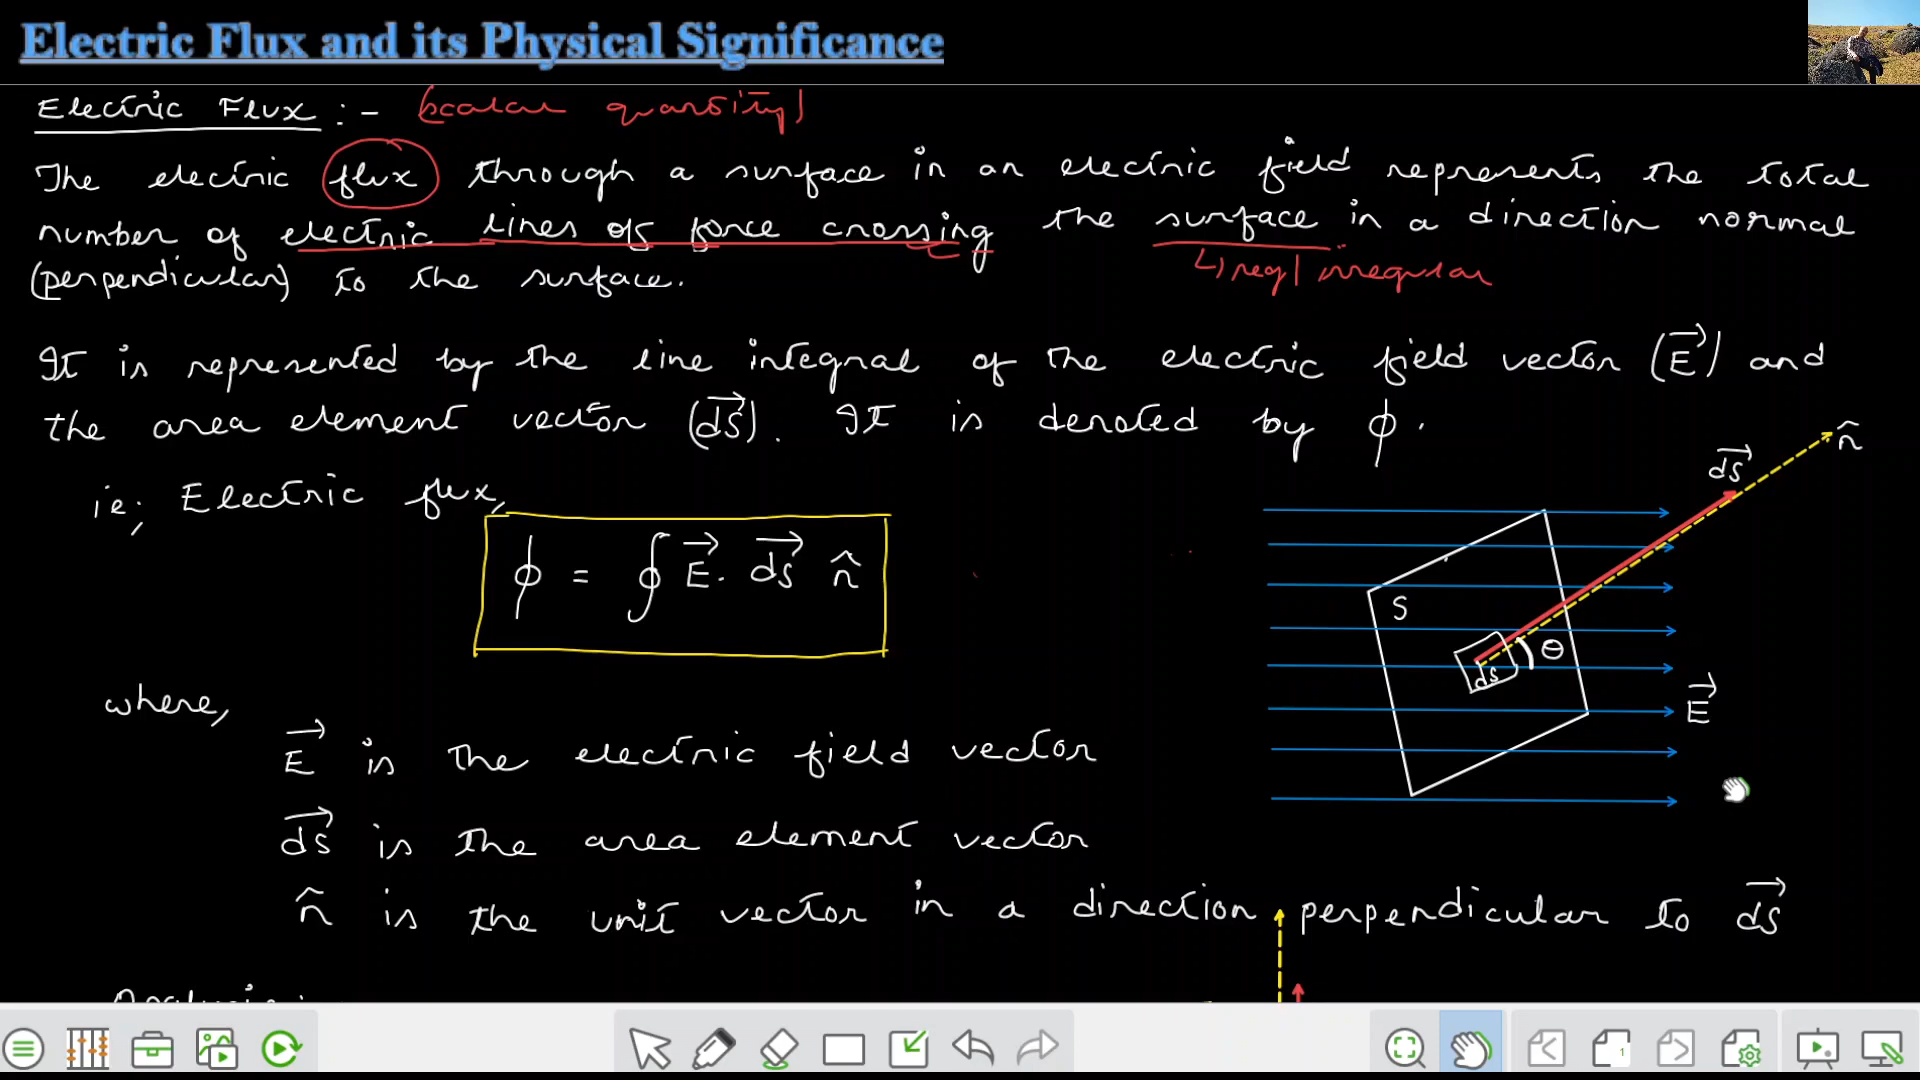 Electric Flux and its Physical Significance
Electric Flux :- (scalar quantity)
The electric flux through a surface in an electric field represents the total
number of electric lines of force crossing the surface in a direction normal
(perpendicular) to the surface.
↳ reg| irregular
It is represented by the line integral of the electric field vector (E⃗) and
the area element vector (ds⃗). It is denoted by ϕ.
ie; Electric flux,
ϕ = ∮ E⃗. ds⃗ n̂
n̂
ds⃗
S
ds
θ
E⃗
where,
E⃗ is the electric field vector
ds⃗ is the area element vector
n̂ is the unit vector in a direction perpendicular to ds⃗
Analysis:
1